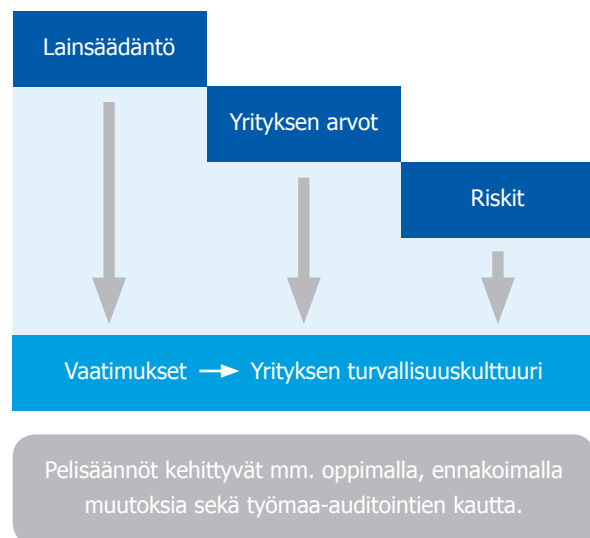 Lainsäädäntö
Yrityksen arvot
Riskit
Vaatimukset → Yrityksen turvallisuuskulttuuri
Pelisäännöt kehittyvät mm. oppimalla, ennakoimalla
muutoksia sekä työmaa-auditointien kautta.